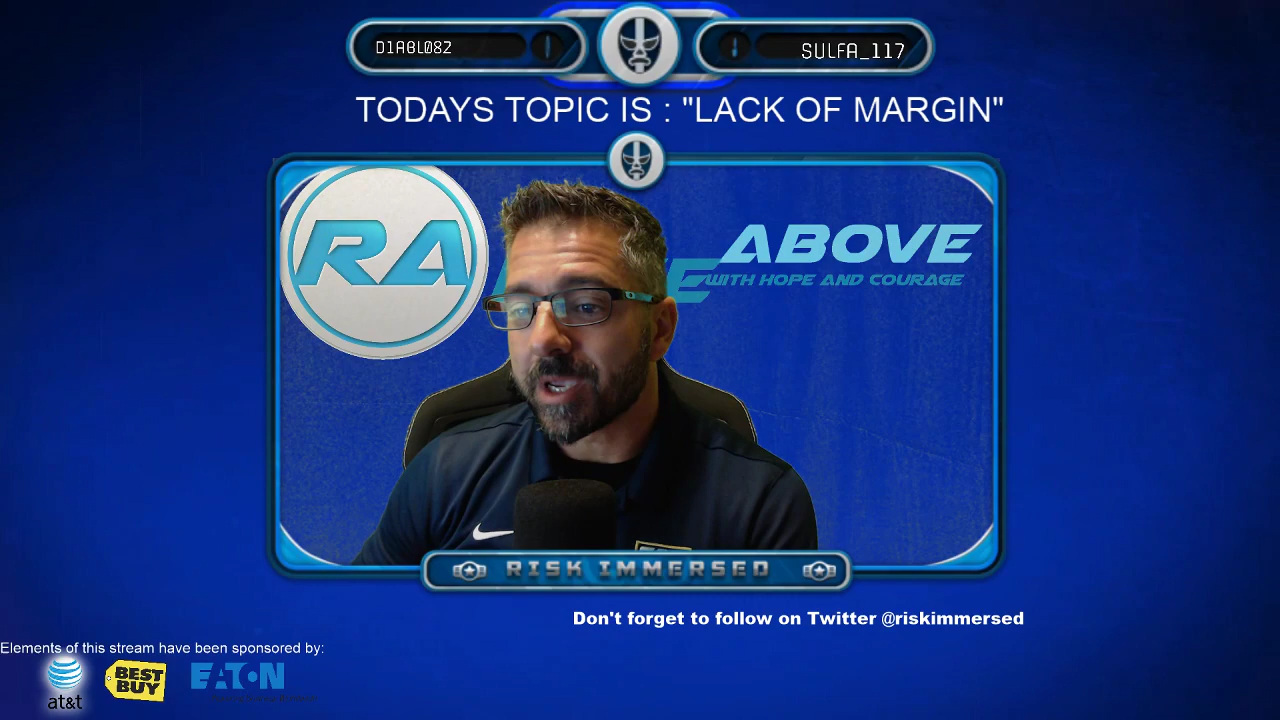 D1ABL082
SULFA_117
TODAYS TOPIC IS : "LACK OF MARGIN"
RA
ABOVE
WITH HOPE AND COURAGE
RISK IMMERSED
Don't forget to follow on Twitter @riskimmersed
Elements of this stream have been sponsored by:
at&t
BEST
BUY
EATON